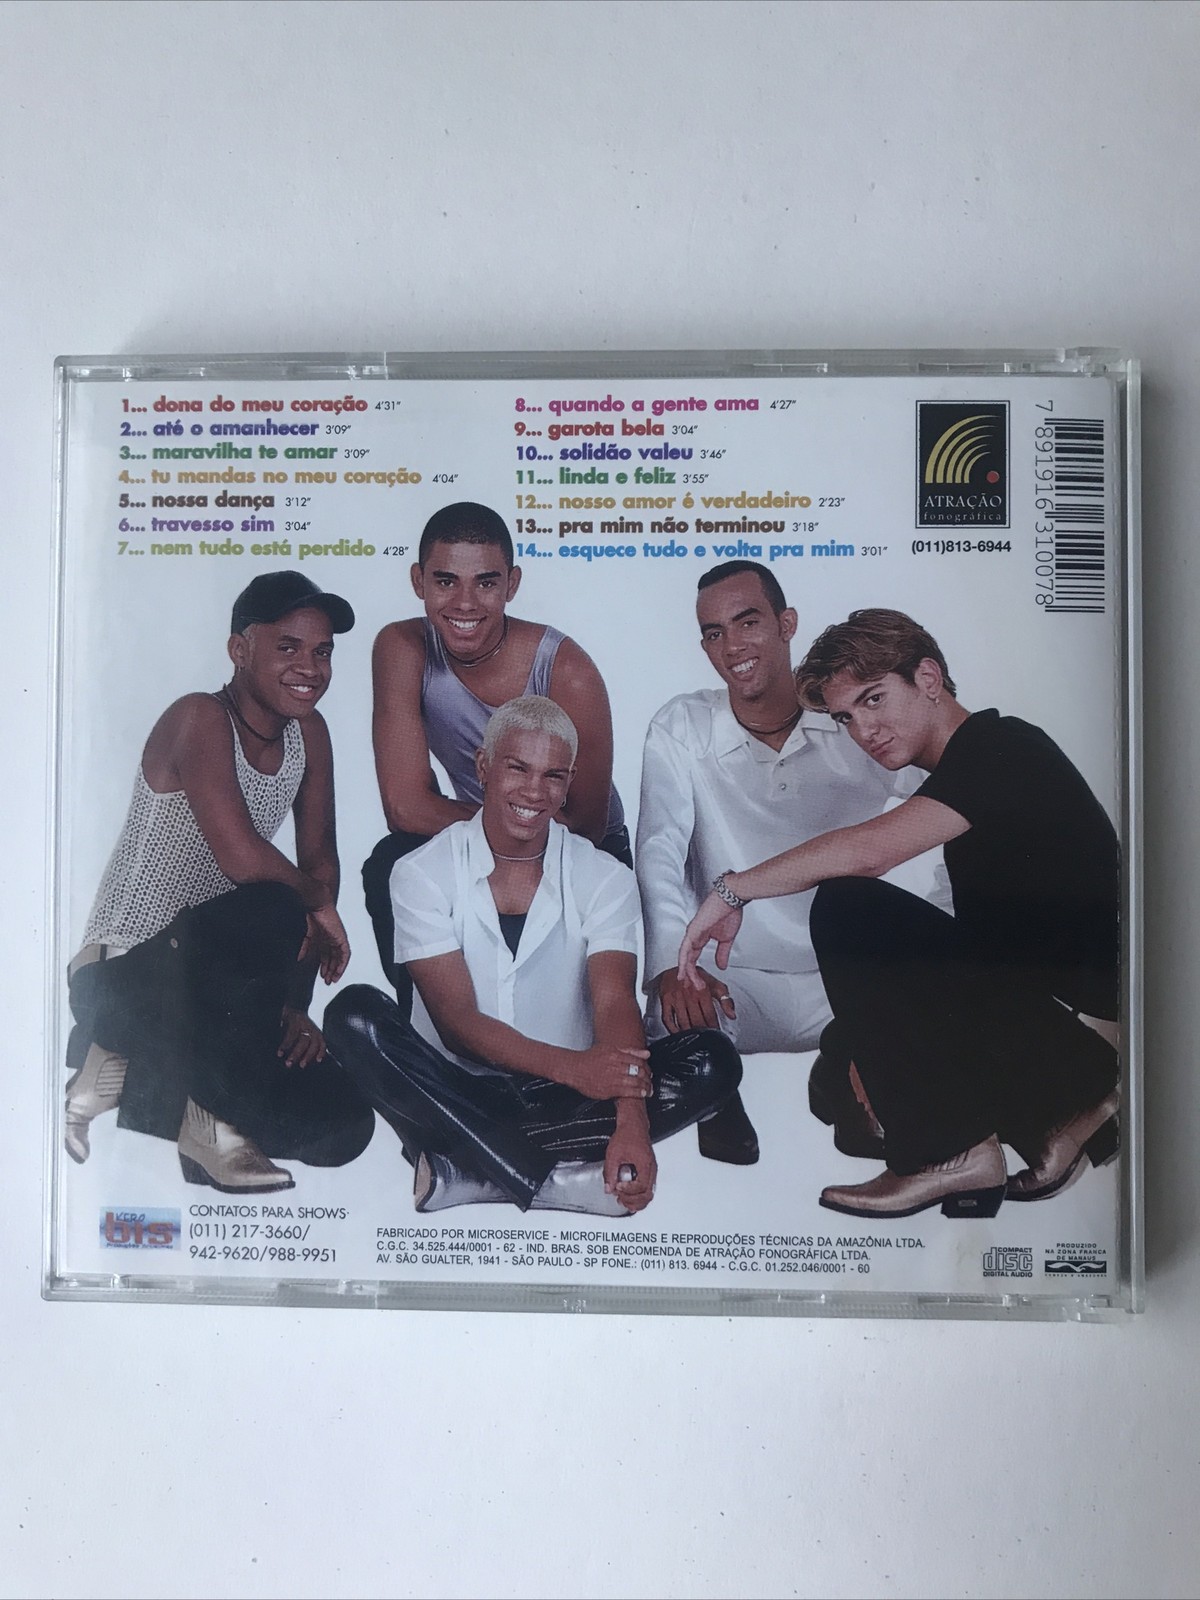 1... dona do meu coração 4'31"
2... até o amanhecer 3'09"
3... maravilha te amar 3'09"
4... tu mandas no meu coração 4'04"
5... nossa dança 3'12"
6... travesso sim 3'04"
7... nem tudo está perdido 4'28"
8... quando a gente ama 4'27"
9... garota bela 3'04"
10... solidão valeu 3'46"
11... linda e feliz 3'55"
12... nosso amor é verdadeiro 2'23"
13... pra mim não terminou 3'18"
14... esquece tudo e volta pra mim 3'01"
ATRAÇÃO
fonográfica
(011)813-6944
7 891916 310078
KERO
bis
CONTATOS PARA SHOWS·
(011) 217-3660/
942-9620/988-9951
FABRICADO POR MICROSERVICE - MICROFILMAGENS E REPRODUÇÕES TÉCNICAS DA AMAZÔNIA LTDA.
C.G.C. 34.525.444/0001 - 62 - IND. BRAS. SOB ENCOMENDA DE ATRAÇÃO FONOGRÁFICA LTDA.
AV. SÃO GUALTER, 1941 - SÃO PAULO - SP FONE.: (011) 813. 6944 - C.G.C. 01.252.046/0001 - 60
COMPACT
disc
DIGITAL AUDIO
PRODUZIDO
NA ZONA FRANCA
DE MANAUS